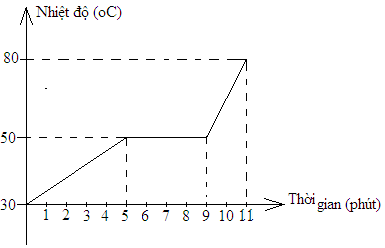 Nhiệt độ (oC)
80
50
30
1 2 3 4 5 6 7 8 9 10 11
Thời gian (phút)